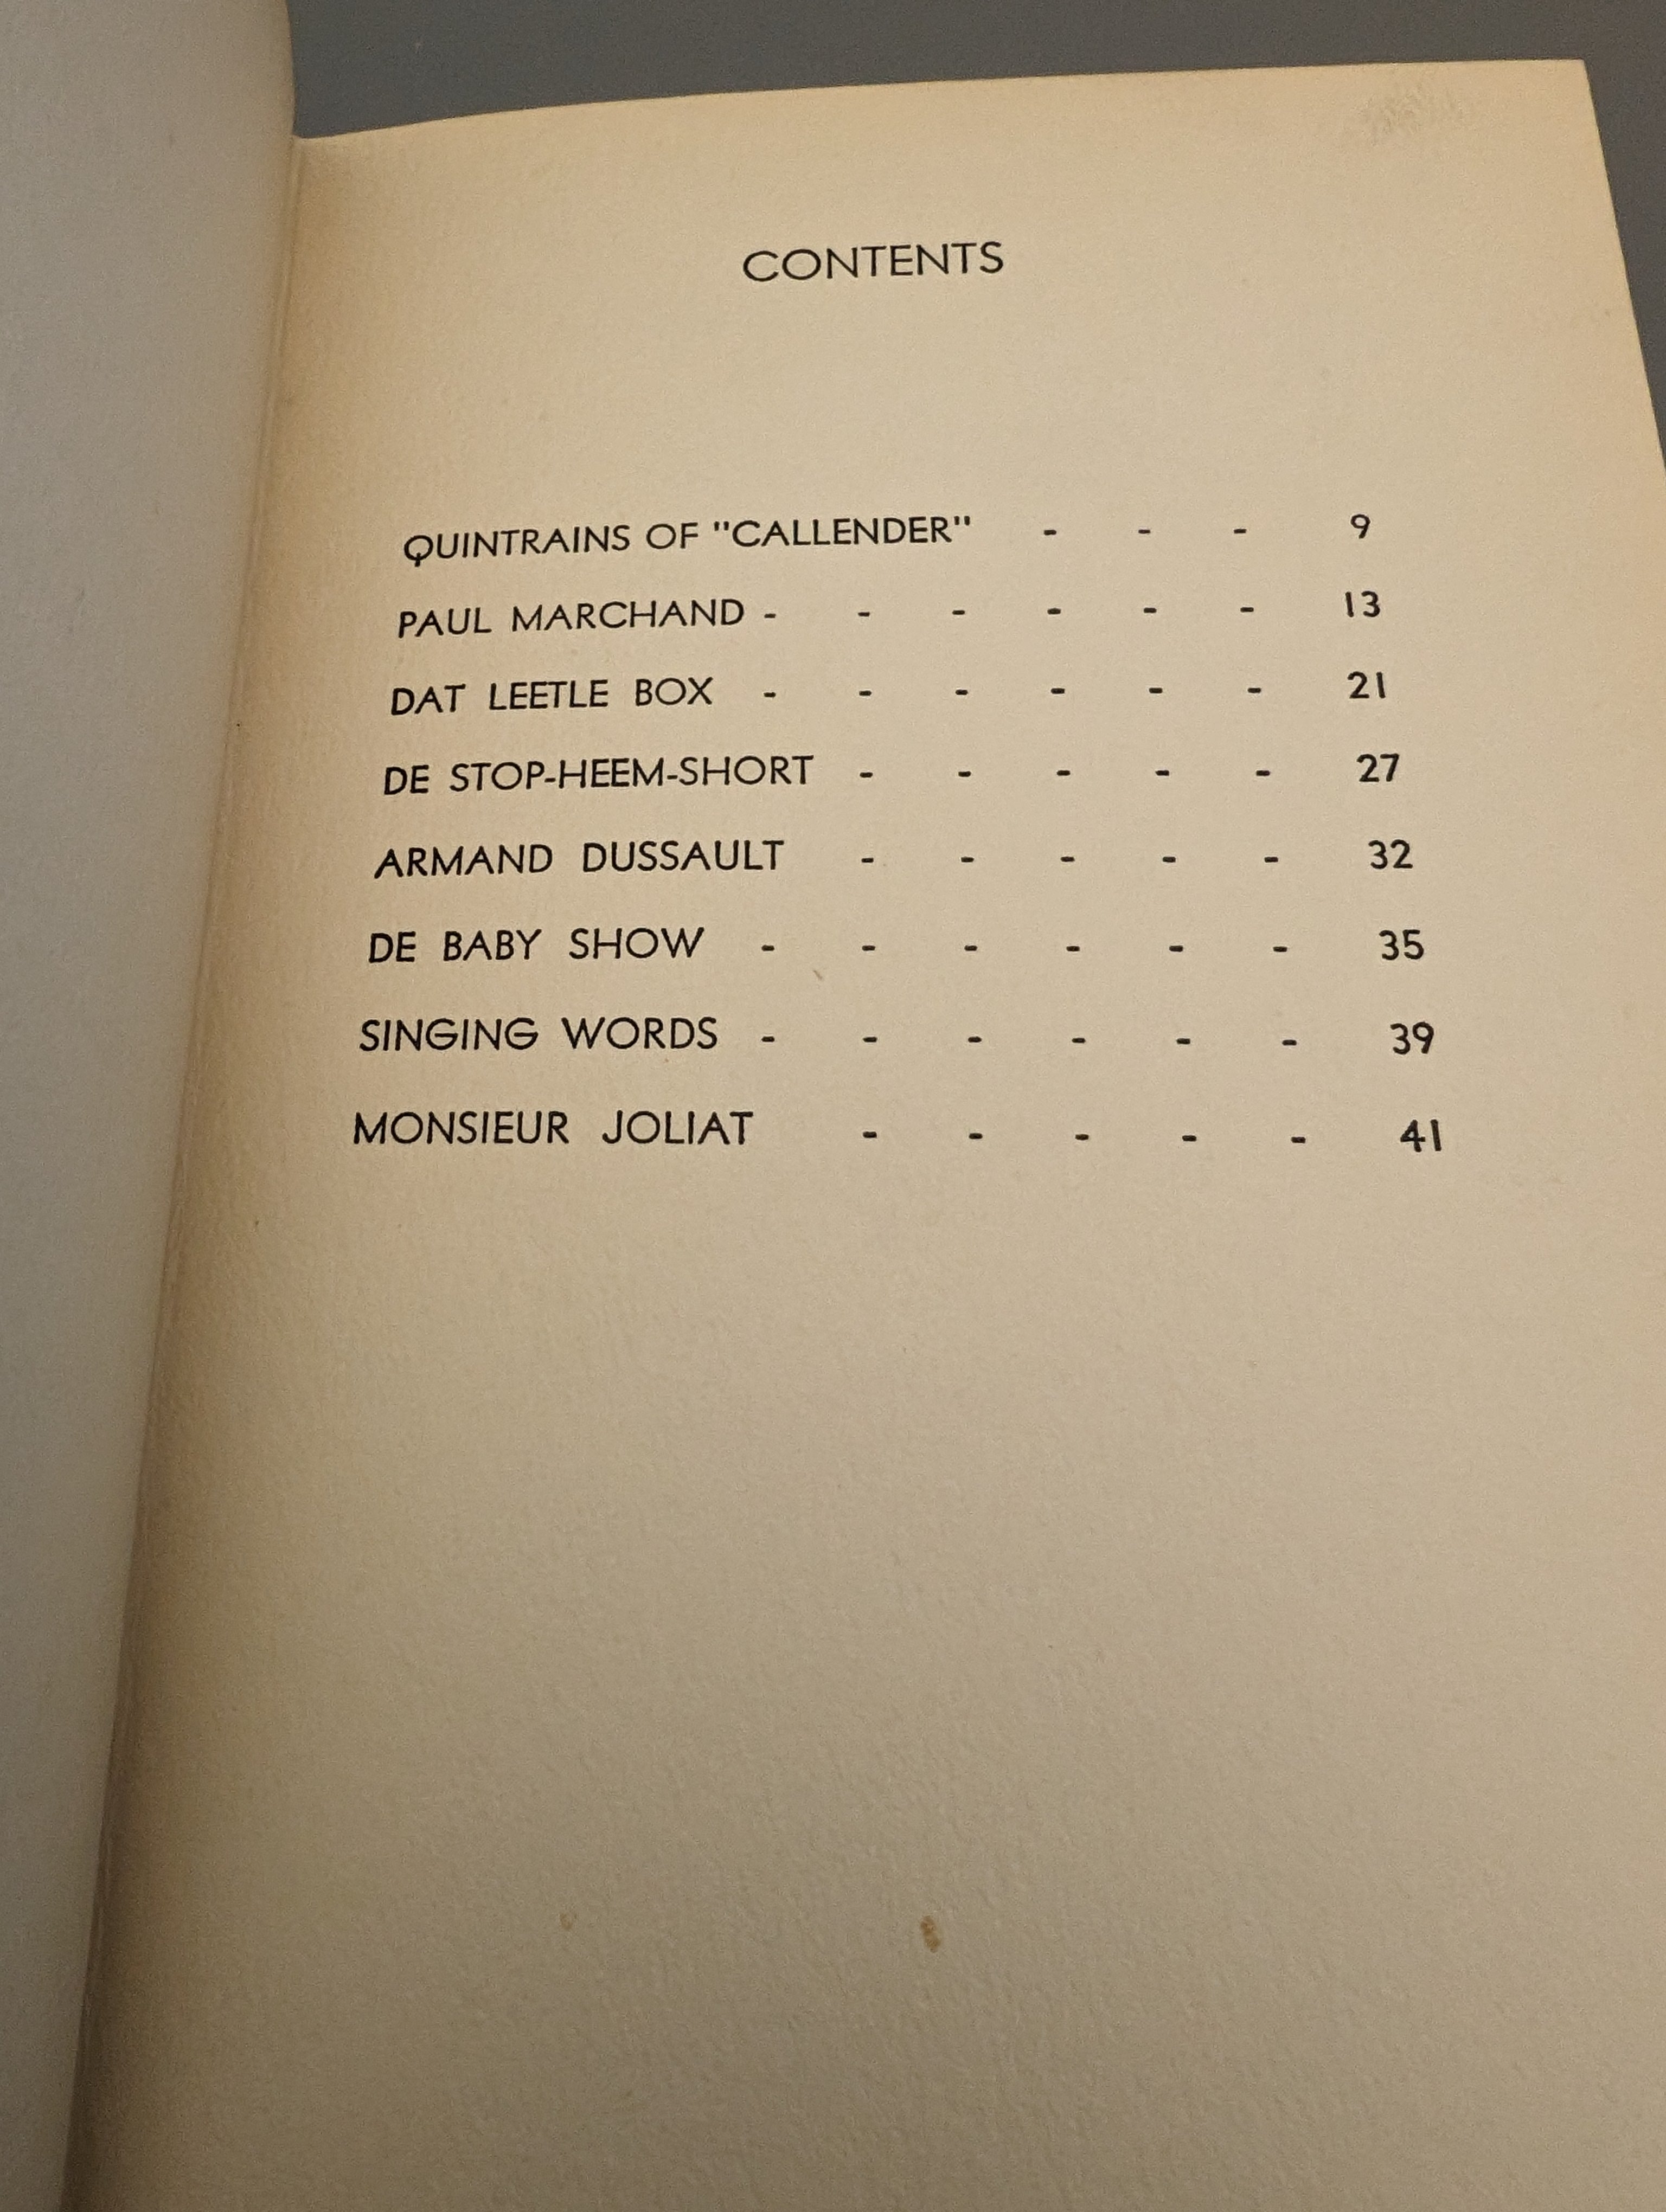 CONTENTS
QUINTRAINS OF "CALLENDER" - - - 9
PAUL MARCHAND - - - - - - 13
DAT LEETLE BOX - - - - - - 21
DE STOP-HEEM-SHORT - - - - - 27
ARMAND DUSSAULT - - - - - 32
DE BABY SHOW - - - - - - 35
SINGING WORDS - - - - - - 39
MONSIEUR JOLIAT - - - - - 41